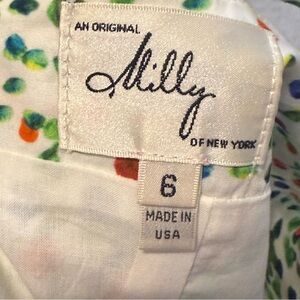 AN ORIGINAL
Milly
OF NEW YORK
6
MADE IN
USA